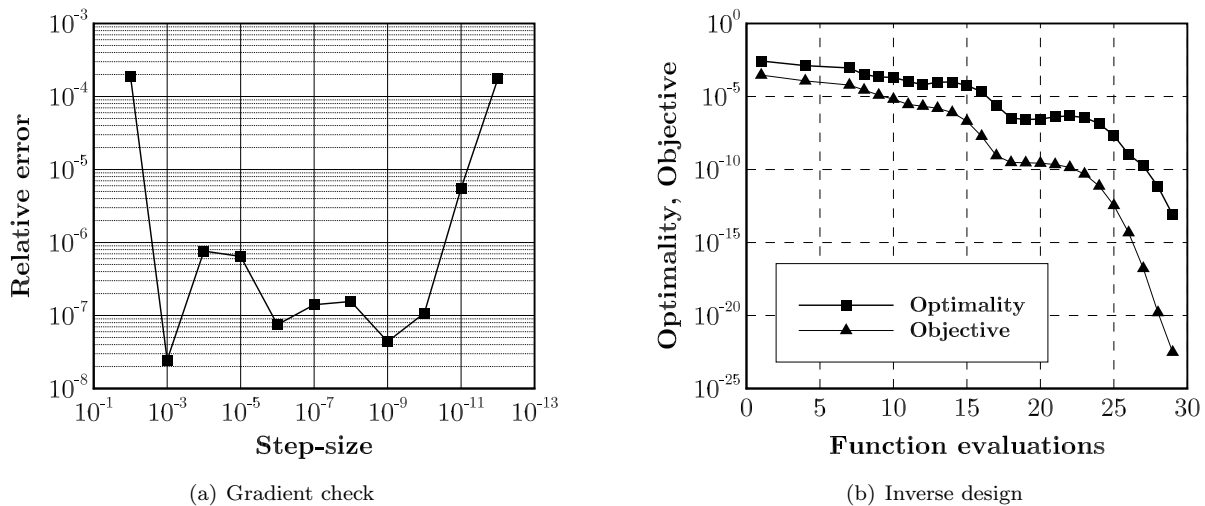 10^-3
10^-4
10^-5
10^-6
10^-7
10^-8
Relative error
10^-1 10^-3 10^-5 10^-7 10^-9 10^-11 10^-13
Step-size
(a) Gradient check
10^0
10^-5
10^-10
10^-15
10^-20
10^-25
Optimality, Objective
Optimality
Objective
0 5 10 15 20 25 30
Function evaluations
(b) Inverse design